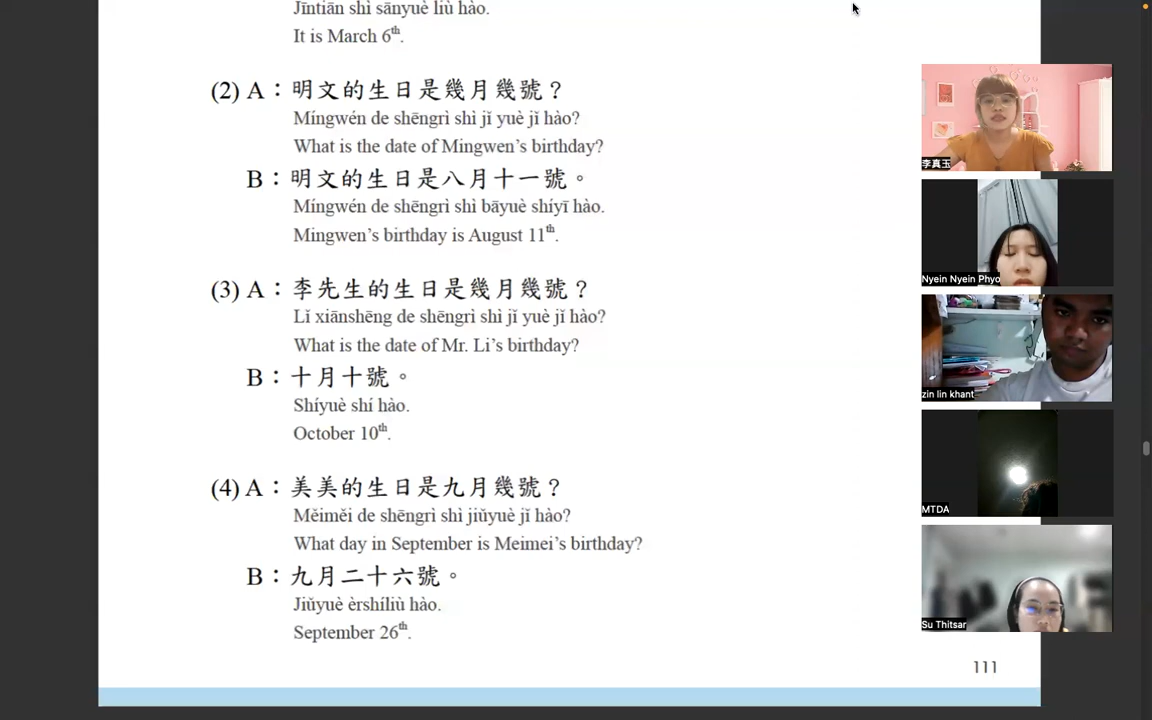 Jīntiān shì sānyuè liù hào.
It is March 6th.
(2) A：明文的生日是幾月幾號？
Míngwén de shēngrì shì jǐ yuè jǐ hào?
What is the date of Mingwen's birthday?
B：明文的生日是八月十一號。
Míngwén de shēngrì shì bāyuè shíyī hào.
Mingwen's birthday is August 11th.
(3) A：李先生的生日是幾月幾號？
Lǐ xiānshēng de shēngrì shì jǐ yuè jǐ hào?
What is the date of Mr. Li's birthday?
B：十月十號。
Shíyuè shí hào.
October 10th.
(4) A：美美的生日是九月幾號？
Měiměi de shēngrì shì jiǔyuè jǐ hào?
What day in September is Meimei's birthday?
B：九月二十六號。
Jiǔyuè èrshíliù hào.
September 26th.
111
李真玉
Nyein Nyein Phyo
zin lin khant
MTDA
Su Thitsar